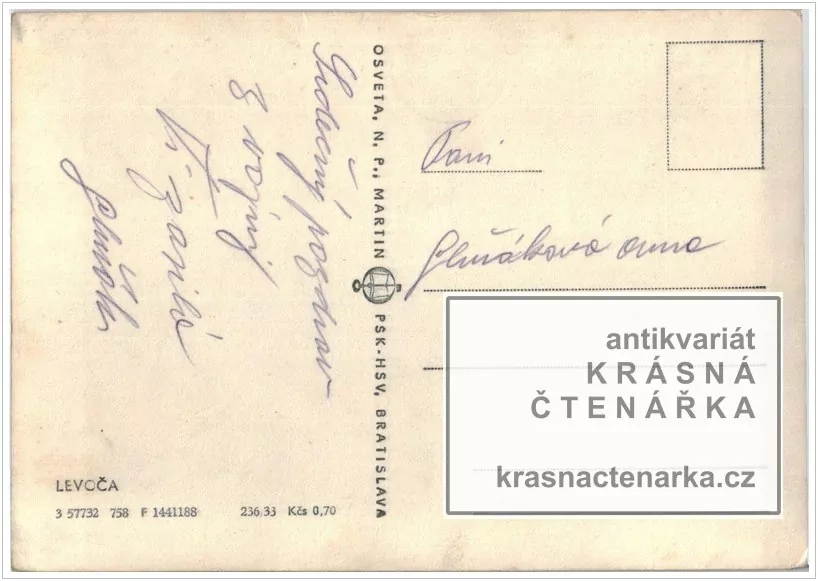 Srdečný pozdrav
z vojny
Pani
OSVETA, N. P., MARTIN PSK-HSV, BRATISLAVA
LEVOČA
3 57732 758 F 1441188 236,33 Kčs 0,70
antikvariát
KRÁSNÁ
ČTENÁŘKA
krasnactenarka.cz